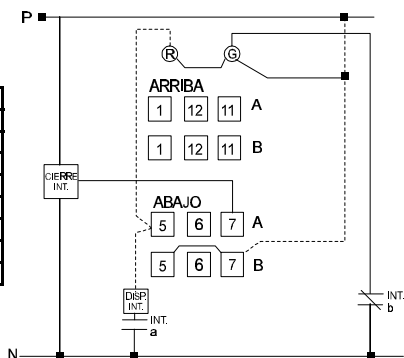 P
R G
ARRIBA
1 12 11 A
1 12 11 B
CIERRE
INT.
ABAJO
5 6 7 A
5 6 7 B
DISP.
INT.
INT.
a
INT.
b
N